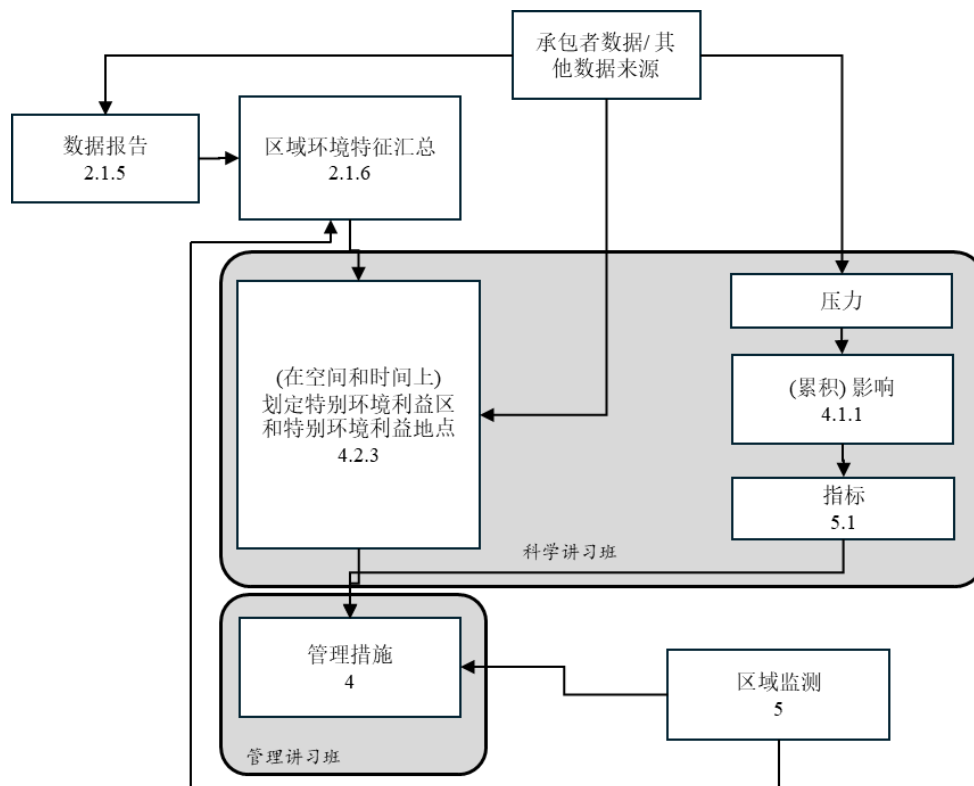 承包者数据/ 其
他数据来源
数据报告
2.1.5
区域环境特征汇总
2.1.6
(在空间和时间上)
划定特别环境利益区
和特别环境利益地点
4.2.3
压力
(累积) 影响
4.1.1
指标
5.1
科学讲习班
管理措施
4
管理讲习班
区域监测
5